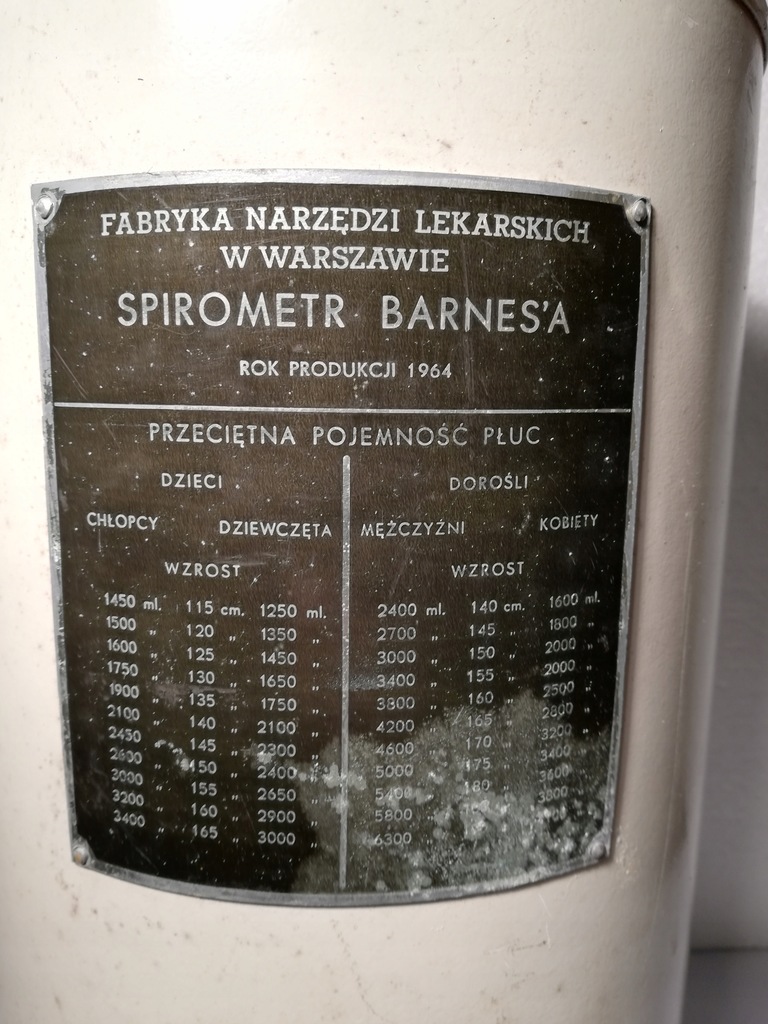 FABRYKA NARZĘDZI LEKARSKICH
W WARSZAWIE
SPIROMETR BARNES'A
ROK PRODUKCJI 1964
PRZECIĘTNA POJEMNOŚĆ PŁUC
DZIECI DOROŚLI
CHŁOPCY DZIEWCZĘTA MĘŻCZYŹNI KOBIETY
WZROST WZROST
1450 ml. 115 cm. 1250 ml. 2400 ml. 140 cm. 1600 ml.
1500 „ 120 „ 1350 „ 2700 „ 145 „ 1800 „
1600 „ 125 „ 1450 „ 3000 „ 150 „ 2000 „
1750 „ 130 „ 1650 „ 3400 „ 155 „ 2000 „
1900 „ 135 „ 1750 „ 3800 „ 160 „ 2500 „
2100 „ 140 „ 2100 „ 4200 „ 165 „ 2800 „
2450 „ 145 „ 2300 „ 4600 „ 170 „ 3200 „
2600 „ 150 „ 2400 „ 5000 „ 175 „ 3400 „
3000 „ 155 „ 2650 „ 5400 „ 180 „ 3600 „
3200 „ 160 „ 2900 „ 5800 „ 3800 „
3400 „ 165 „ 3000 „ 6300 „